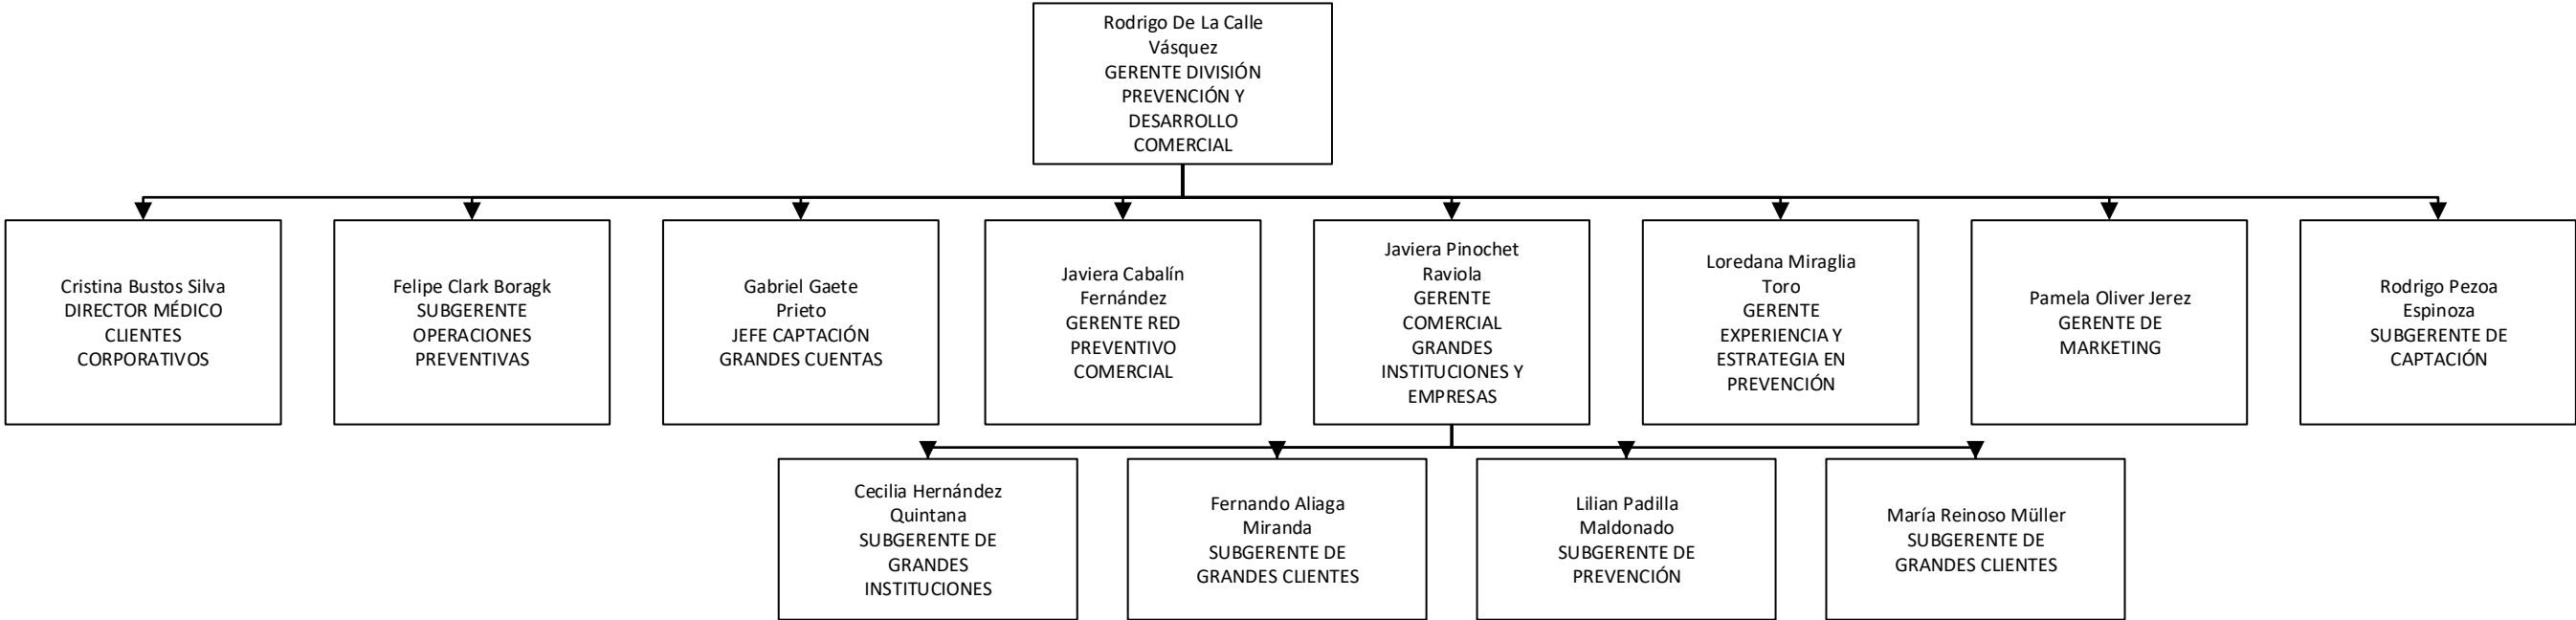 Rodrigo De La Calle
Vásquez
GERENTE DIVISIÓN
PREVENCIÓN Y
DESARROLLO
COMERCIAL
Cristina Bustos Silva
DIRECTOR MÉDICO
CLIENTES
CORPORATIVOS
Felipe Clark Boragk
SUBGERENTE
OPERACIONES
PREVENTIVAS
Gabriel Gaete
Prieto
JEFE CAPTACIÓN
GRANDES CUENTAS
Javiera Cabalín
Fernández
GERENTE RED
PREVENTIVO
COMERCIAL
Javiera Pinochet
Raviola
GERENTE
COMERCIAL
GRANDES
INSTITUCIONES Y
EMPRESAS
Loredana Miraglia
Toro
GERENTE
EXPERIENCIA Y
ESTRATEGIA EN
PREVENCIÓN
Pamela Oliver Jerez
GERENTE DE
MARKETING
Rodrigo Pezoa
Espinoza
SUBGERENTE DE
CAPTACIÓN
Cecilia Hernández
Quintana
SUBGERENTE DE
GRANDES
INSTITUCIONES
Fernando Aliaga
Miranda
SUBGERENTE DE
GRANDES CLIENTES
Lilian Padilla
Maldonado
SUBGERENTE DE
PREVENCIÓN
María Reinoso Müller
SUBGERENTE DE
GRANDES CLIENTES